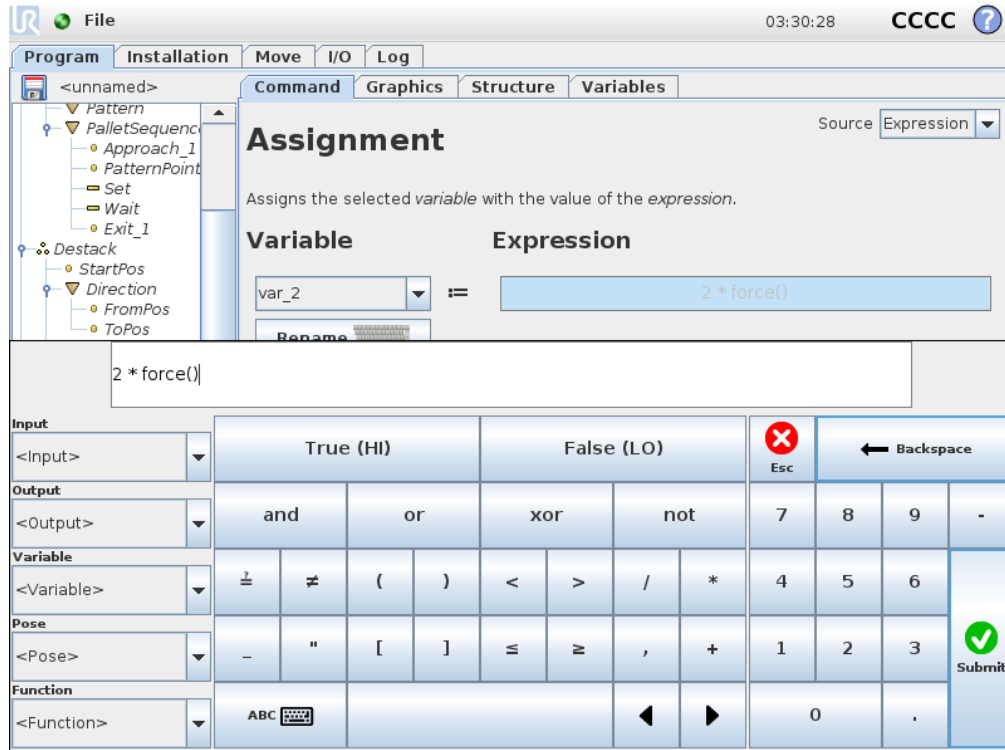 UR File 03:30:28 CCCC ?
Program Installation Move I/O Log
<unnamed> Command Graphics Structure Variables
Pattern
PalletSequenc
Approach_1
PatternPoint
Set
Wait
Exit_1
Destack
StartPos
Direction
FromPos
ToPos
Assignment
Source Expression
Assigns the selected variable with the value of the expression.
Variable Expression
var_2 := 2 * force()
Rename
2 * force()
Input
<Input> True (HI) False (LO) Esc Backspace
Output
<Output> and or xor not 7 8 9 -
Variable
<Variable> ≟ ≠ ( ) < > / * 4 5 6
Pose
<Pose> _ " [ ] ≤ ≥ , + 1 2 3 Submit
Function
<Function> ABC 0 .